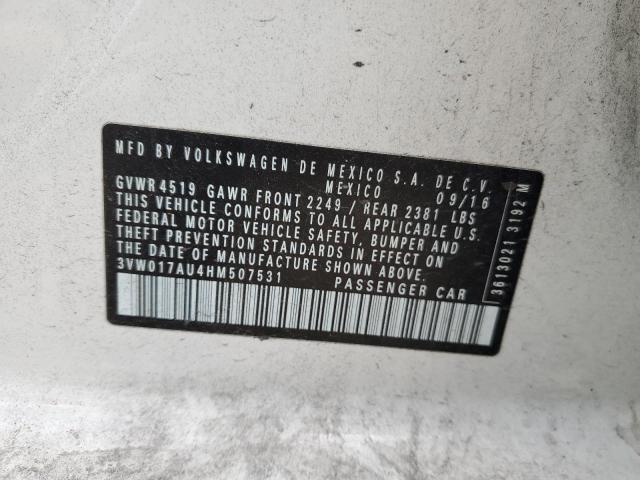 MFD BY VOLKSWAGEN DE MEXICO S.A. DE C.V.
MEXICO 09/16
GVWR4519 GAWR FRONT 2249 / REAR 2381 LBS
THIS VEHICLE CONFORMS TO ALL APPLICABLE U.S.
FEDERAL MOTOR VEHICLE SAFETY, BUMPER AND
THEFT PREVENTION STANDARDS IN EFFECT ON
THE DATE OF MANUFACTURE SHOWN ABOVE.
3VW017AU4HM507531 PASSENGER CAR
3613021 3192 M